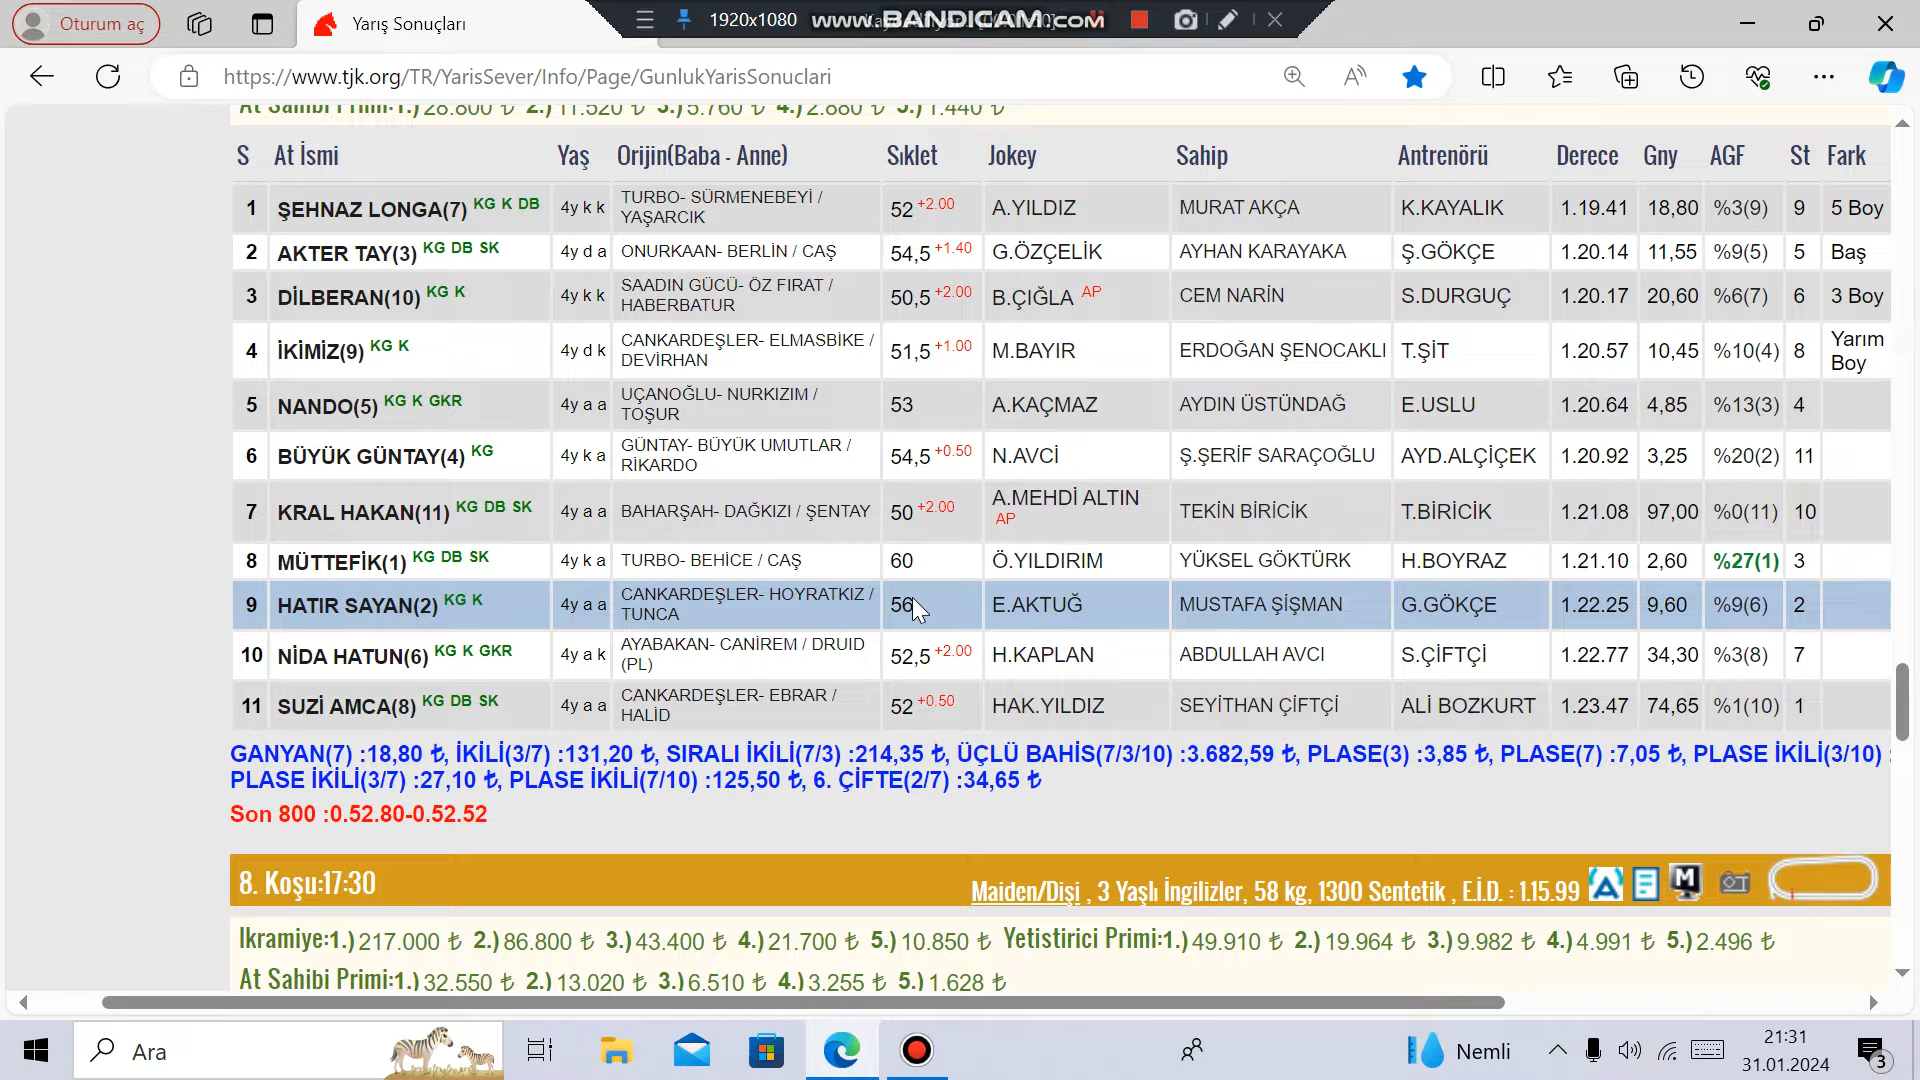 Oturum aç
Yarış Sonuçları
1920x1080
www.BANDICAM.com
https://www.tjk.org/TR/YarisSever/Info/Page/GunlukYarisSonuclari
At Sahibi Primi:1.) 28.800 ₺ 2.) 11.520 ₺ 3.) 5.760 ₺ 4.) 2.880 ₺ 5.) 1.440 ₺
S At İsmi Yaş Orijin(Baba - Anne) Sıklet Jokey Sahip Antrenörü Derece Gny AGF St Fark
1 ŞEHNAZ LONGA(7) KG K DB 4y k k TURBO- SÜRMENEBEYİ / YAŞARCIK 52 +2.00 A.YILDIZ MURAT AKÇA K.KAYALIK 1.19.41 18,80 %3(9) 9 5 Boy
2 AKTER TAY(3) KG DB SK 4y d a ONURKAAN- BERLİN / CAŞ 54,5 +1.40 G.ÖZÇELİK AYHAN KARAYAKA Ş.GÖKÇE 1.20.14 11,55 %9(5) 5 Baş
3 DİLBERAN(10) KG K 4y k k SAADIN GÜCÜ- ÖZ FIRAT / HABERBATUR 50,5 +2.00 B.ÇIĞLA AP CEM NARİN S.DURGUÇ 1.20.17 20,60 %6(7) 6 3 Boy
4 İKİMİZ(9) KG K 4y d k CANKARDEŞLER- ELMASBİKE / DEVİRHAN 51,5 +1.00 M.BAYIR ERDOĞAN ŞENOCAKLI T.ŞİT 1.20.57 10,45 %10(4) 8 Yarım Boy
5 NANDO(5) KG K GKR 4y a a UÇANOĞLU- NURKIZIM / TOŞUR 53 A.KAÇMAZ AYDIN ÜSTÜNDAĞ E.USLU 1.20.64 4,85 %13(3) 4
6 BÜYÜK GÜNTAY(4) KG 4y k a GÜNTAY- BÜYÜK UMUTLAR / RİKARDO 54,5 +0.50 N.AVCİ Ş.ŞERİF SARAÇOĞLU AYD.ALÇİÇEK 1.20.92 3,25 %20(2) 11
7 KRAL HAKAN(11) KG DB SK 4y a a BAHARŞAH- DAĞKIZI / ŞENTAY 50 +2.00 A.MEHDİ ALTIN AP TEKİN BİRİCİK T.BİRİCİK 1.21.08 97,00 %0(11) 10
8 MÜTTEFİK(1) KG DB SK 4y k a TURBO- BEHİCE / CAŞ 60 Ö.YILDIRIM YÜKSEL GÖKTÜRK H.BOYRAZ 1.21.10 2,60 %27(1) 3
9 HATIR SAYAN(2) KG K 4y a a CANKARDEŞLER- HOYRATKIZ / TUNCA 56 E.AKTUĞ MUSTAFA ŞİŞMAN G.GÖKÇE 1.22.25 9,60 %9(6) 2
10 NİDA HATUN(6) KG K GKR 4y a k AYABAKAN- CANİREM / DRUID (PL) 52,5 +2.00 H.KAPLAN ABDULLAH AVCI S.ÇİFTÇİ 1.22.77 34,30 %3(8) 7
11 SUZİ AMCA(8) KG DB SK 4y a a CANKARDEŞLER- EBRAR / HALİD 52 +0.50 HAK.YILDIZ SEYİTHAN ÇİFTÇİ ALİ BOZKURT 1.23.47 74,65 %1(10) 1
GANYAN(7) :18,80 ₺, İKİLİ(3/7) :131,20 ₺, SIRALI İKİLİ(7/3) :214,35 ₺, ÜÇLÜ BAHİS(7/3/10) :3.682,59 ₺, PLASE(3) :3,85 ₺, PLASE(7) :7,05 ₺, PLASE İKİLİ(3/10) :
PLASE İKİLİ(3/7) :27,10 ₺, PLASE İKİLİ(7/10) :125,50 ₺, 6. ÇİFTE(2/7) :34,65 ₺
Son 800 :0.52.80-0.52.52
8. Koşu:17:30
Maiden/Dişi , 3 Yaşlı İngilizler, 58 kg, 1300 Sentetik , E.İ.D. : 1.15.99
Ikramiye:1.) 217.000 ₺ 2.) 86.800 ₺ 3.) 43.400 ₺ 4.) 21.700 ₺ 5.) 10.850 ₺ Yetistirici Primi:1.) 49.910 ₺ 2.) 19.964 ₺ 3.) 9.982 ₺ 4.) 4.991 ₺ 5.) 2.496 ₺
At Sahibi Primi:1.) 32.550 ₺ 2.) 13.020 ₺ 3.) 6.510 ₺ 4.) 3.255 ₺ 5.) 1.628 ₺
Ara
Nemli
21:31
31.01.2024
3